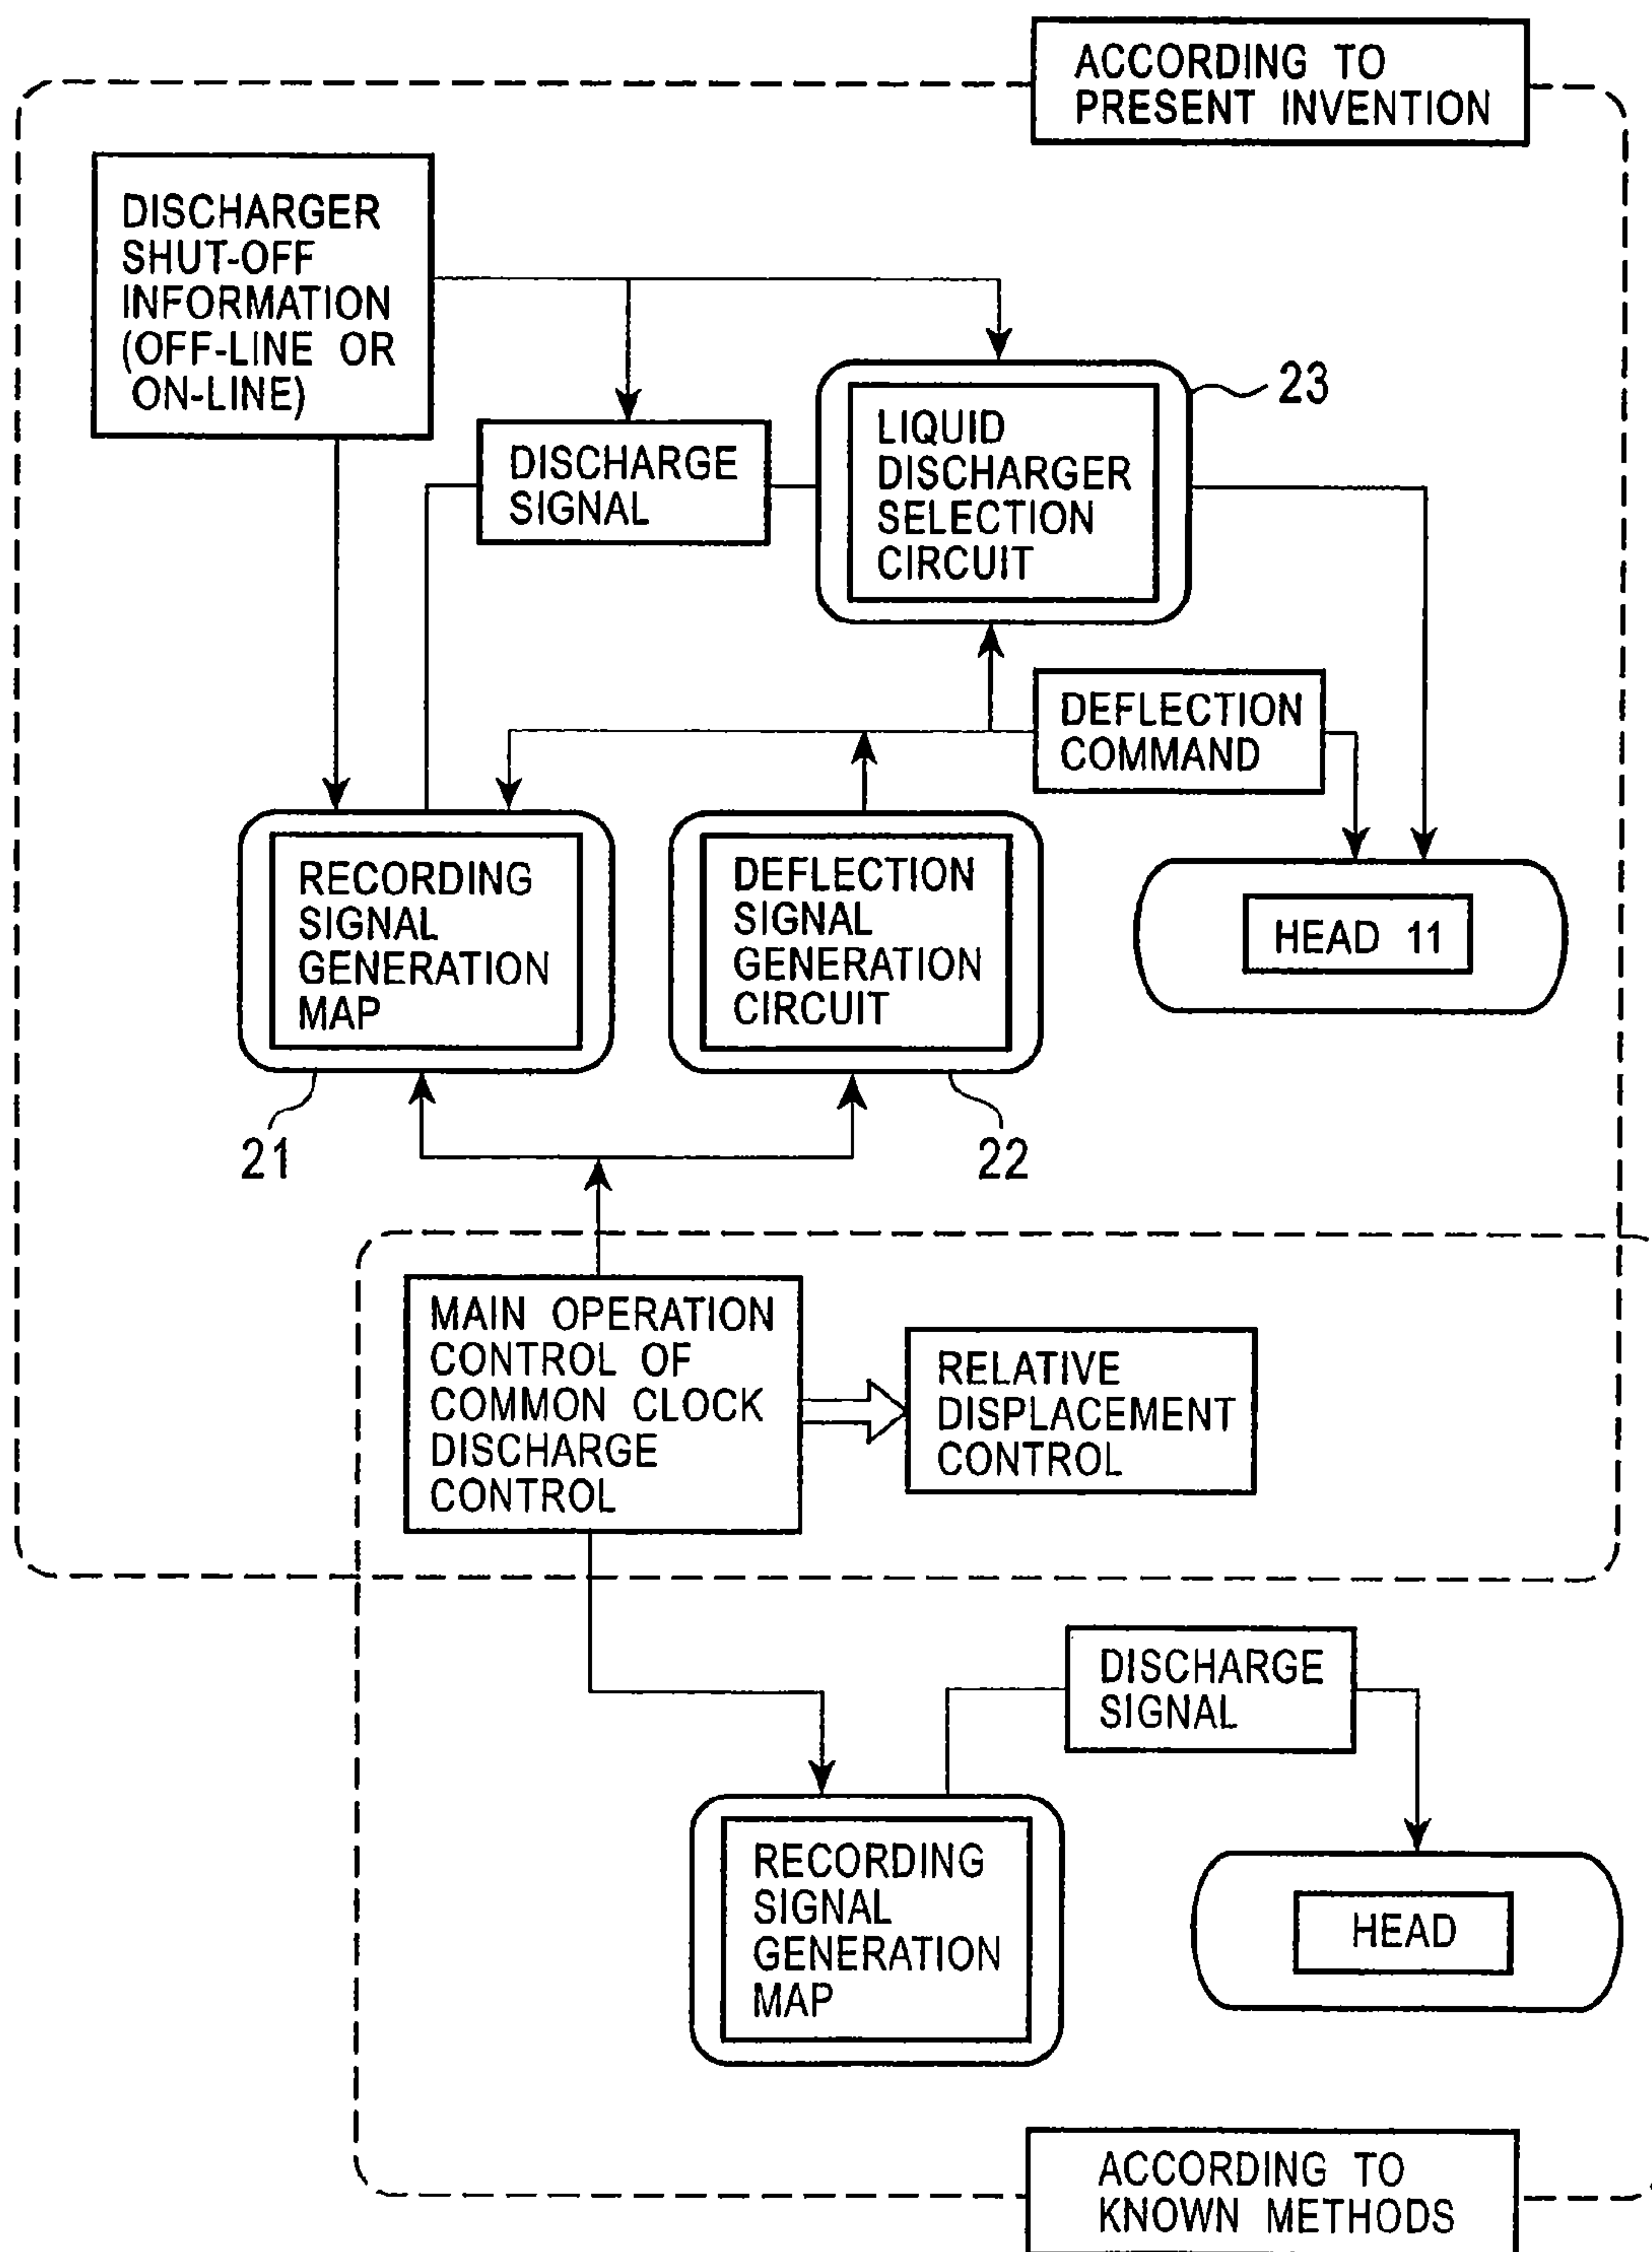 ACCORDING TO
PRESENT INVENTION
DISCHARGER
SHUT-OFF
INFORMATION
(OFF-LINE OR
ON-LINE)
23
LIQUID
DISCHARGER
SELECTION
CIRCUIT
DISCHARGE
SIGNAL
DEFLECTION
COMMAND
RECORDING
SIGNAL
GENERATION
MAP
DEFLECTION
SIGNAL
GENERATION
CIRCUIT
HEAD 11
21
22
MAIN OPERATION
CONTROL OF
COMMON CLOCK
DISCHARGE
CONTROL
RELATIVE
DISPLACEMENT
CONTROL
DISCHARGE
SIGNAL
RECORDING
SIGNAL
GENERATION
MAP
HEAD
ACCORDING TO
KNOWN METHODS